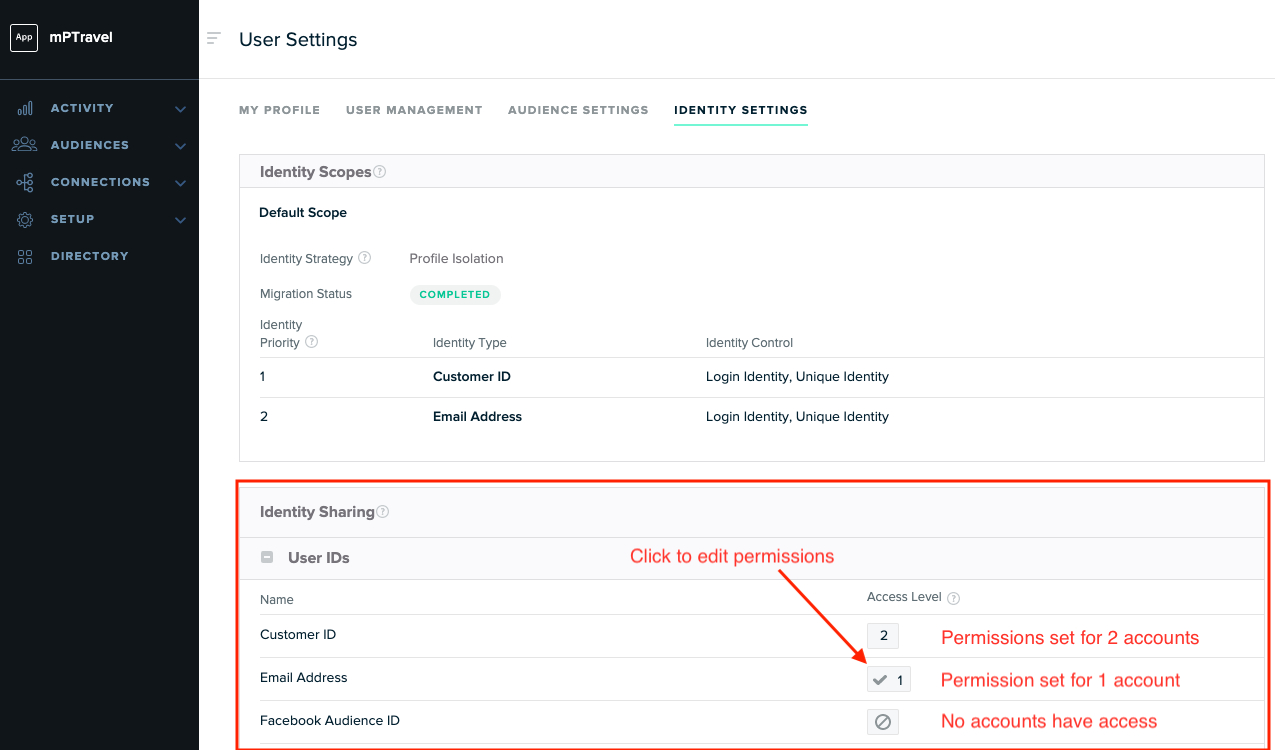 App
mPTravel
User Settings
ACTIVITY
AUDIENCES
CONNECTIONS
SETUP
DIRECTORY
MY PROFILE USER MANAGEMENT AUDIENCE SETTINGS IDENTITY SETTINGS
Identity Scopes ?
Default Scope
Identity Strategy ? Profile Isolation
Migration Status COMPLETED
Identity
Priority ? Identity Type Identity Control
1 Customer ID Login Identity, Unique Identity
2 Email Address Login Identity, Unique Identity
Identity Sharing ?
User IDs
Click to edit permissions
Name Access Level ?
Customer ID 2 Permissions set for 2 accounts
Email Address 1 Permission set for 1 account
Facebook Audience ID No accounts have access